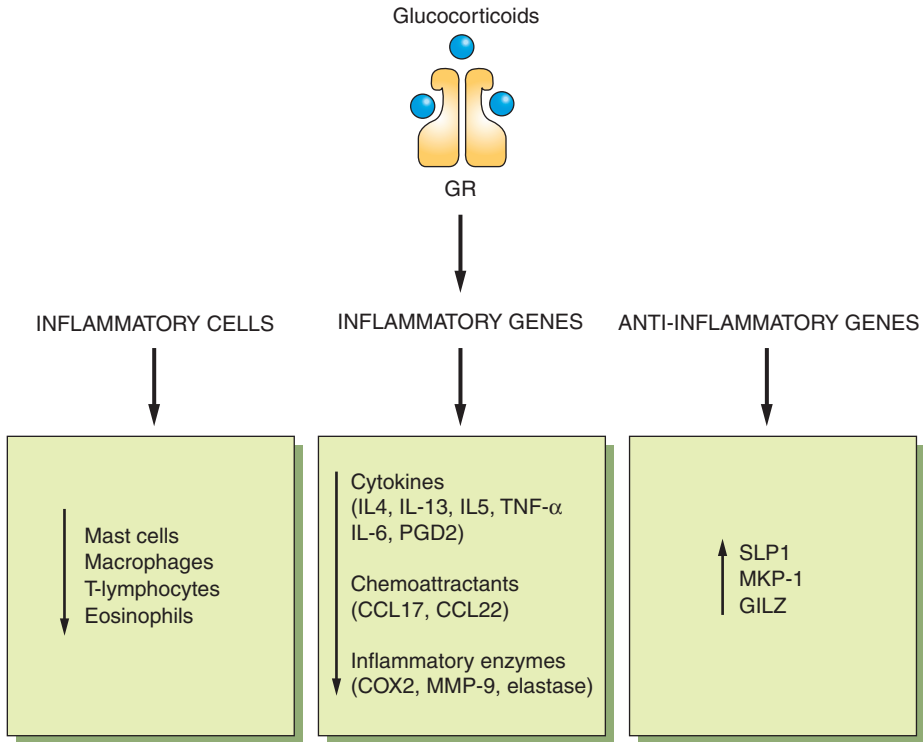 Glucocorticoids
GR
INFLAMMATORY CELLS
INFLAMMATORY GENES
ANTI-INFLAMMATORY GENES
Mast cells
Macrophages
T-lymphocytes
Eosinophils
Cytokines
(IL4, IL-13, IL5, TNF-α
IL-6, PGD2)
Chemoattractants
(CCL17, CCL22)
Inflammatory enzymes
(COX2, MMP-9, elastase)
SLP1
MKP-1
GILZ